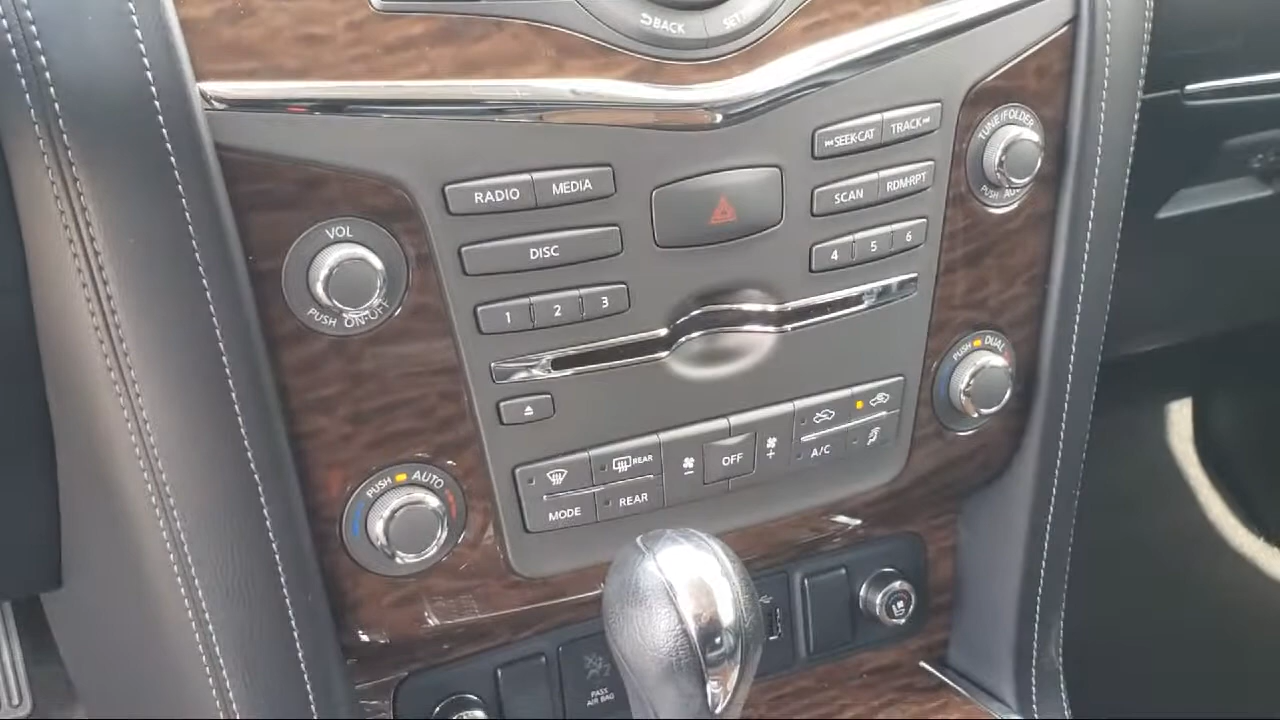 BACK
VOL
PUSH ON·OFF
RADIO
MEDIA
DISC
1
2
3
SEEK·CAT
TRACK
SCAN
RDM·RPT
4
5
6
TUNE/FOLDER
PUSH
PUSH DUAL
PUSH AUTO
REAR
MODE
REAR
−
OFF
+
A/C
PASS
AIR BAG